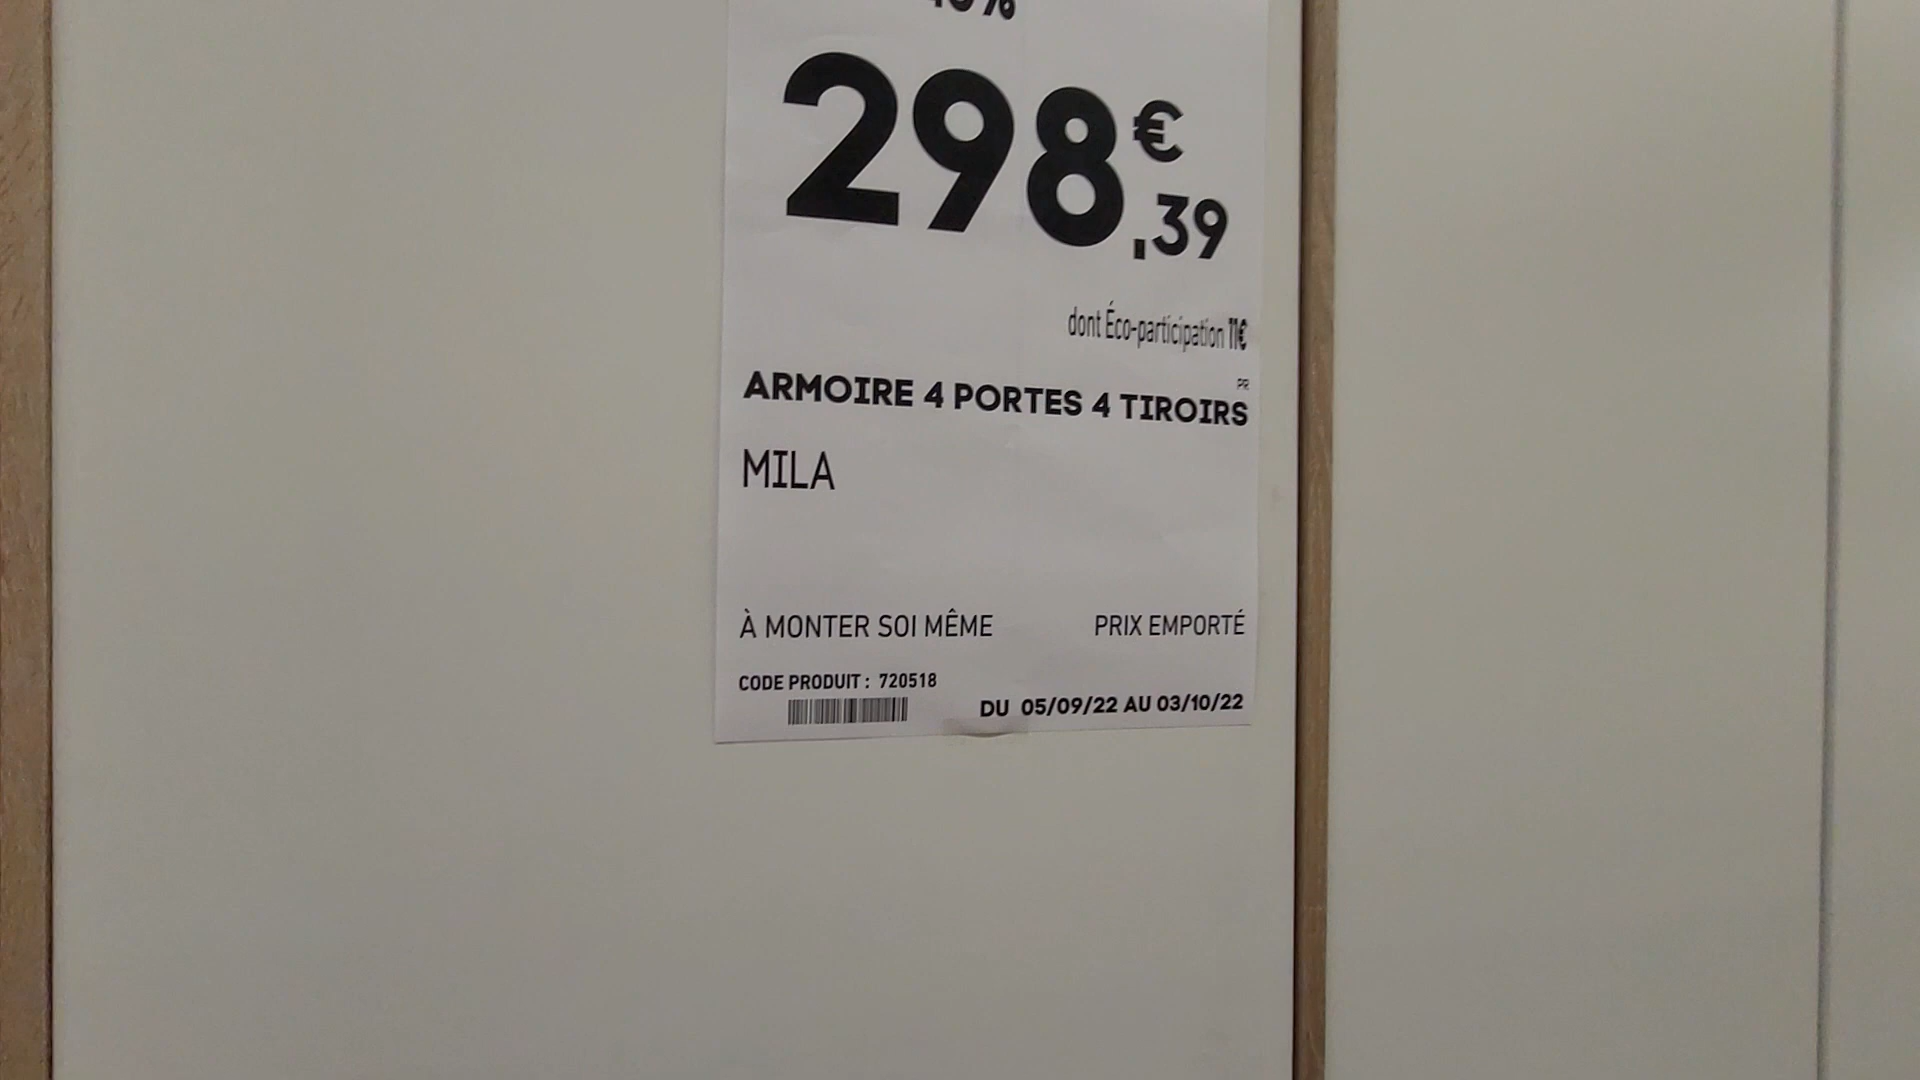 298€.39
dont Éco-participation 11€
PR
ARMOIRE 4 PORTES 4 TIROIRS
MILA
À MONTER SOI MÊME PRIX EMPORTÉ
CODE PRODUIT : 720518
DU 05/09/22 AU 03/10/22